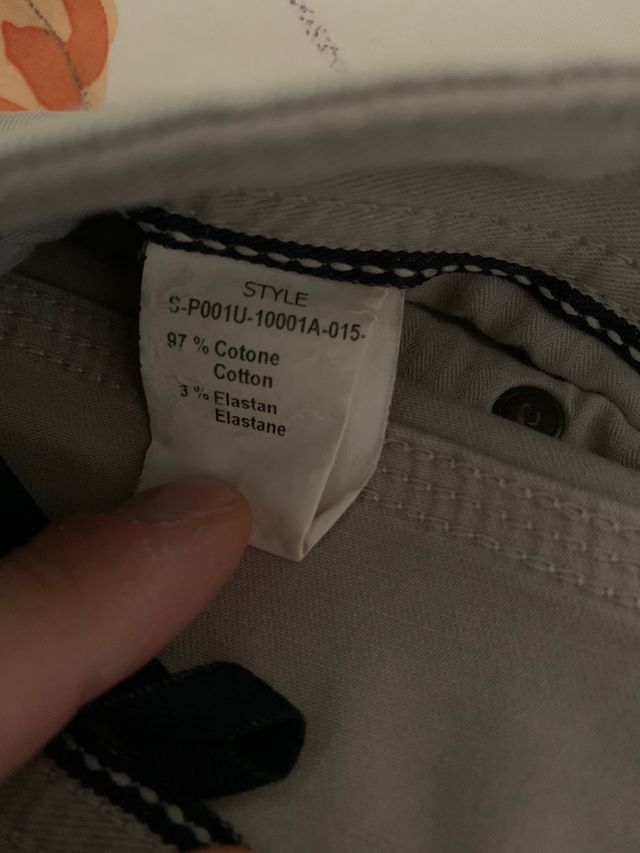 STYLE
S-P001U-10001A-015-
97 % Cotone
Cotton
3 % Elastan
Elastane